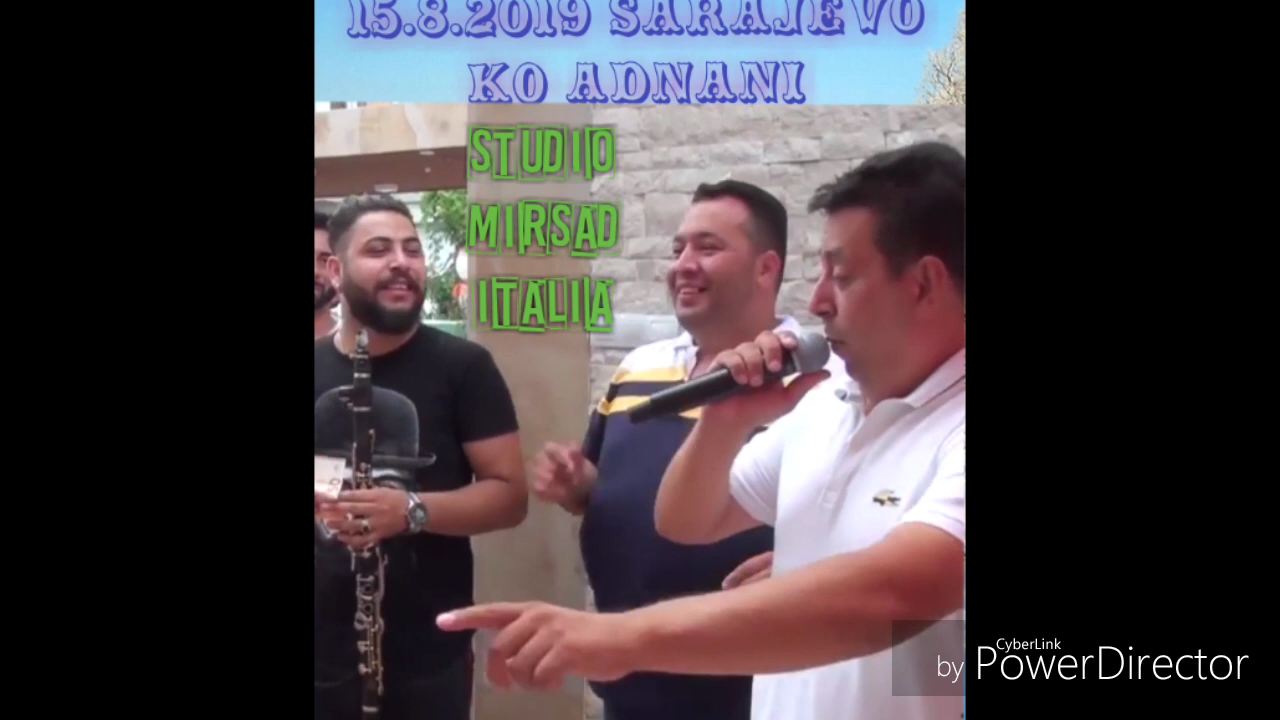 15.8.2019 SARAJEVO
KO ADNANI
STUDIO
MIRSAD
ITALIA
CyberLink
by PowerDirector